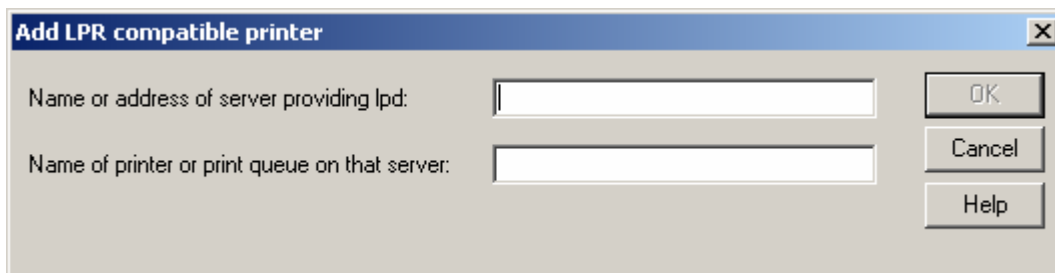 Add LPR compatible printer
Name or address of server providing lpd:
OK
Name of printer or print queue on that server:
Cancel
Help